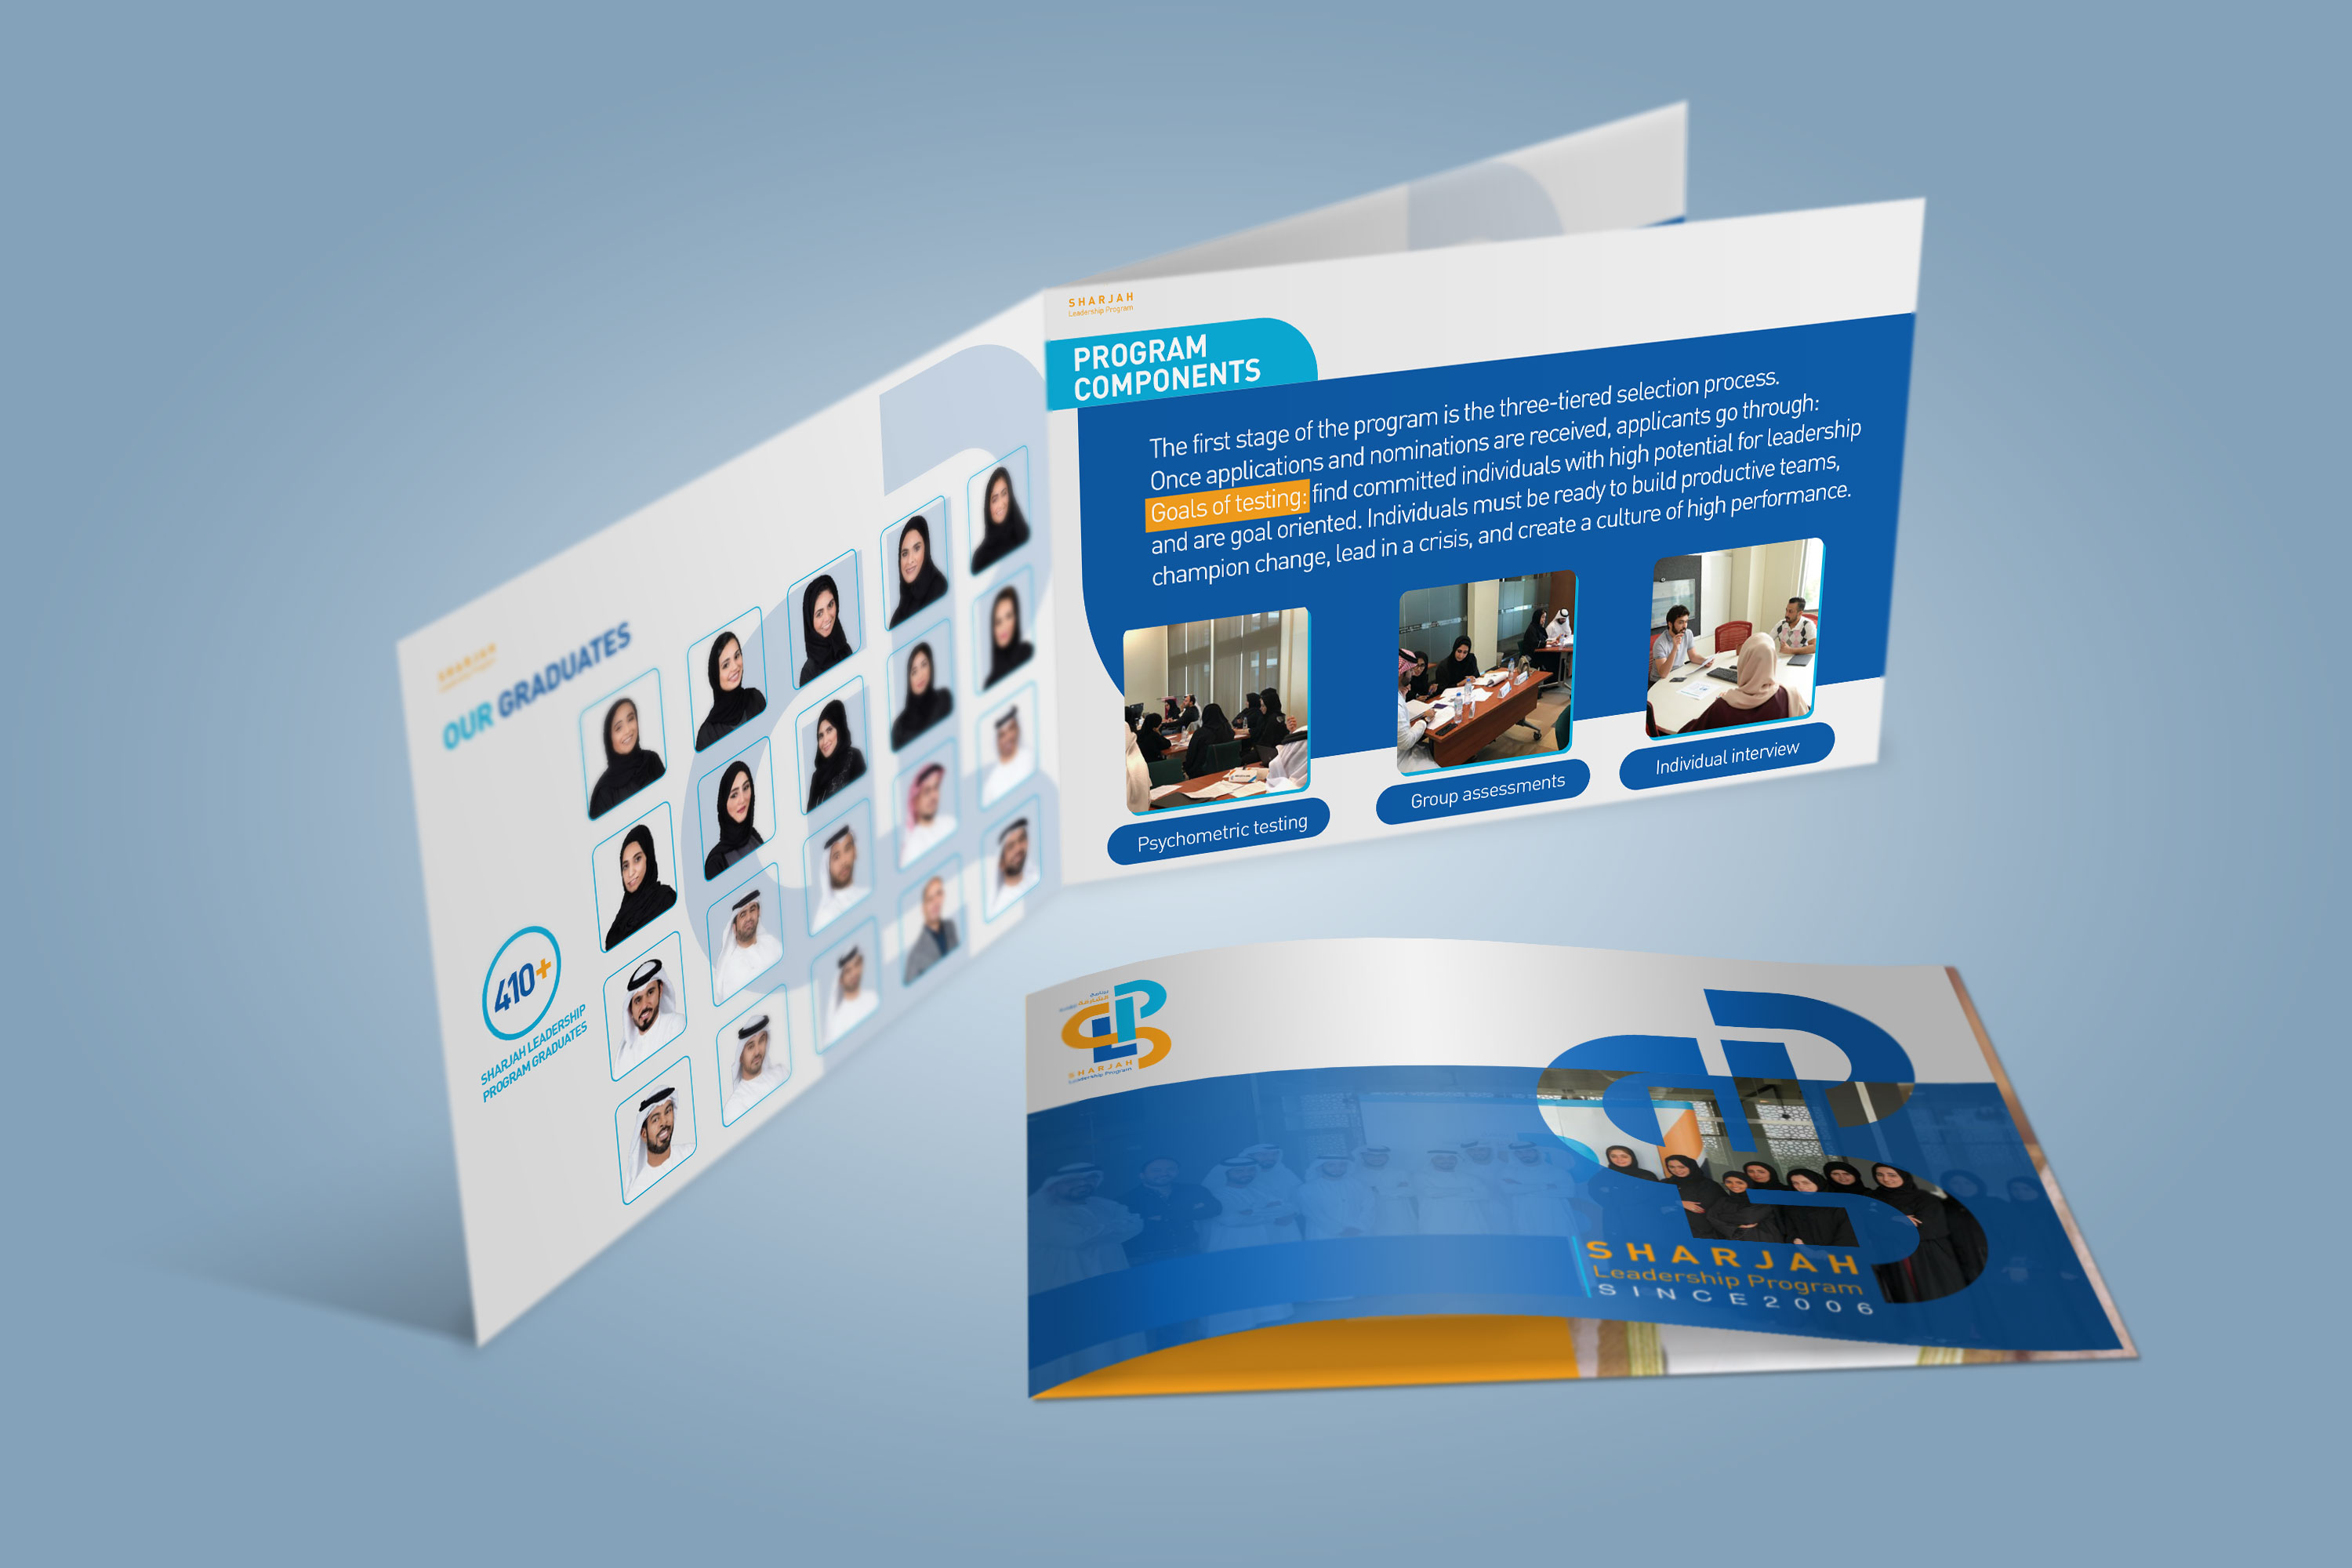 OUR GRADUATES
410+
SHARJAH LEADERSHIP
PROGRAM GRADUATES
SHARJAH
Leadership Program
PROGRAM
COMPONENTS
The first stage of the program is the three-tiered selection process.
Once applications and nominations are received, applicants go through:
Goals of testing: find committed individuals with high potential for leadership
and are goal oriented. Individuals must be ready to build productive teams,
champion change, lead in a crisis, and create a culture of high performance.
Psychometric testing
Group assessments
Individual interview
SHARJAH
Leadership Program
SHARJAH
Leadership Program
SINCE2006